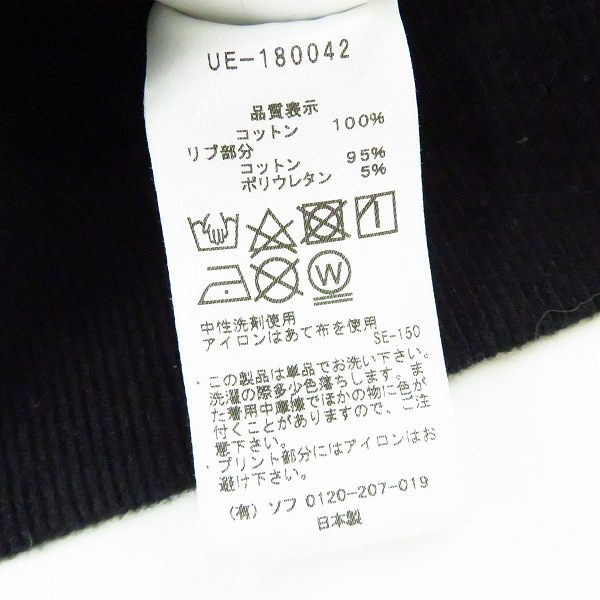 UE-180042
品質表示
コットン 100%
リブ部分
コットン 95%
ポリウレタン 5%
W
中性洗剤使用
アイロンはあて布を使用
SE-150
・この製品は単品でお洗い下さい。
洗濯の際多少色落ちします。ま
た着用中摩擦でほかの物に色が
付くことがありますので、ご注
意下さい。
・プリント部分にはアイロンはお
避け下さい。
(有) ソフ 0120-207-019
日本製